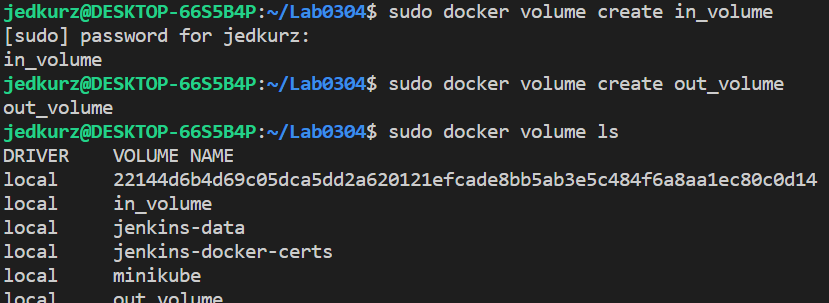 jedkurz@DESKTOP-66S5B4P:~/Lab0304$ sudo docker volume create in_volume
[sudo] password for jedkurz:
in_volume
jedkurz@DESKTOP-66S5B4P:~/Lab0304$ sudo docker volume create out_volume
out_volume
jedkurz@DESKTOP-66S5B4P:~/Lab0304$ sudo docker volume ls
DRIVER    VOLUME NAME
local     22144d6b4d69c05dca5dd2a620121efcade8bb5ab3e5c484f6a8aa1ec80c0d14
local     in_volume
local     jenkins-data
local     jenkins-docker-certs
local     minikube
local     out_volume